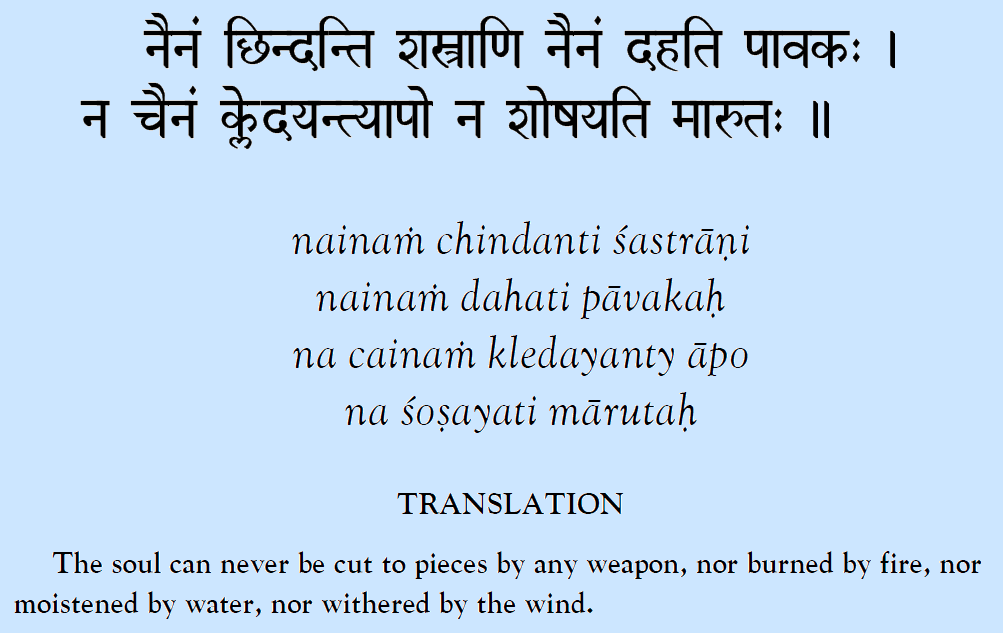 नैनं छिन्दन्ति शस्त्राणि नैनं दहति पावकः ।
न चैनं क्लेदयन्त्यापो न शोषयति मारुतः ॥
nainaṁ chindanti śastrāṇi
nainaṁ dahati pāvakaḥ
na cainaṁ kledayanty āpo
na śoṣayati mārutaḥ
TRANSLATION
The soul can never be cut to pieces by any weapon, nor burned by fire, nor
moistened by water, nor withered by the wind.